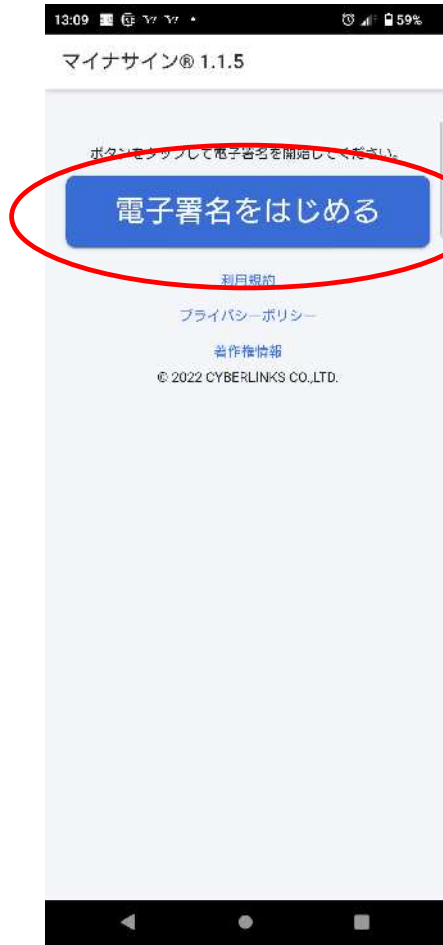 13:09
59%
マイナサイン® 1.1.5
ボタンをタップして電子署名を開始してください。
電子署名をはじめる
利用規約
プライバシーポリシー
著作権情報
© 2022 CYBERLINKS CO.,LTD.